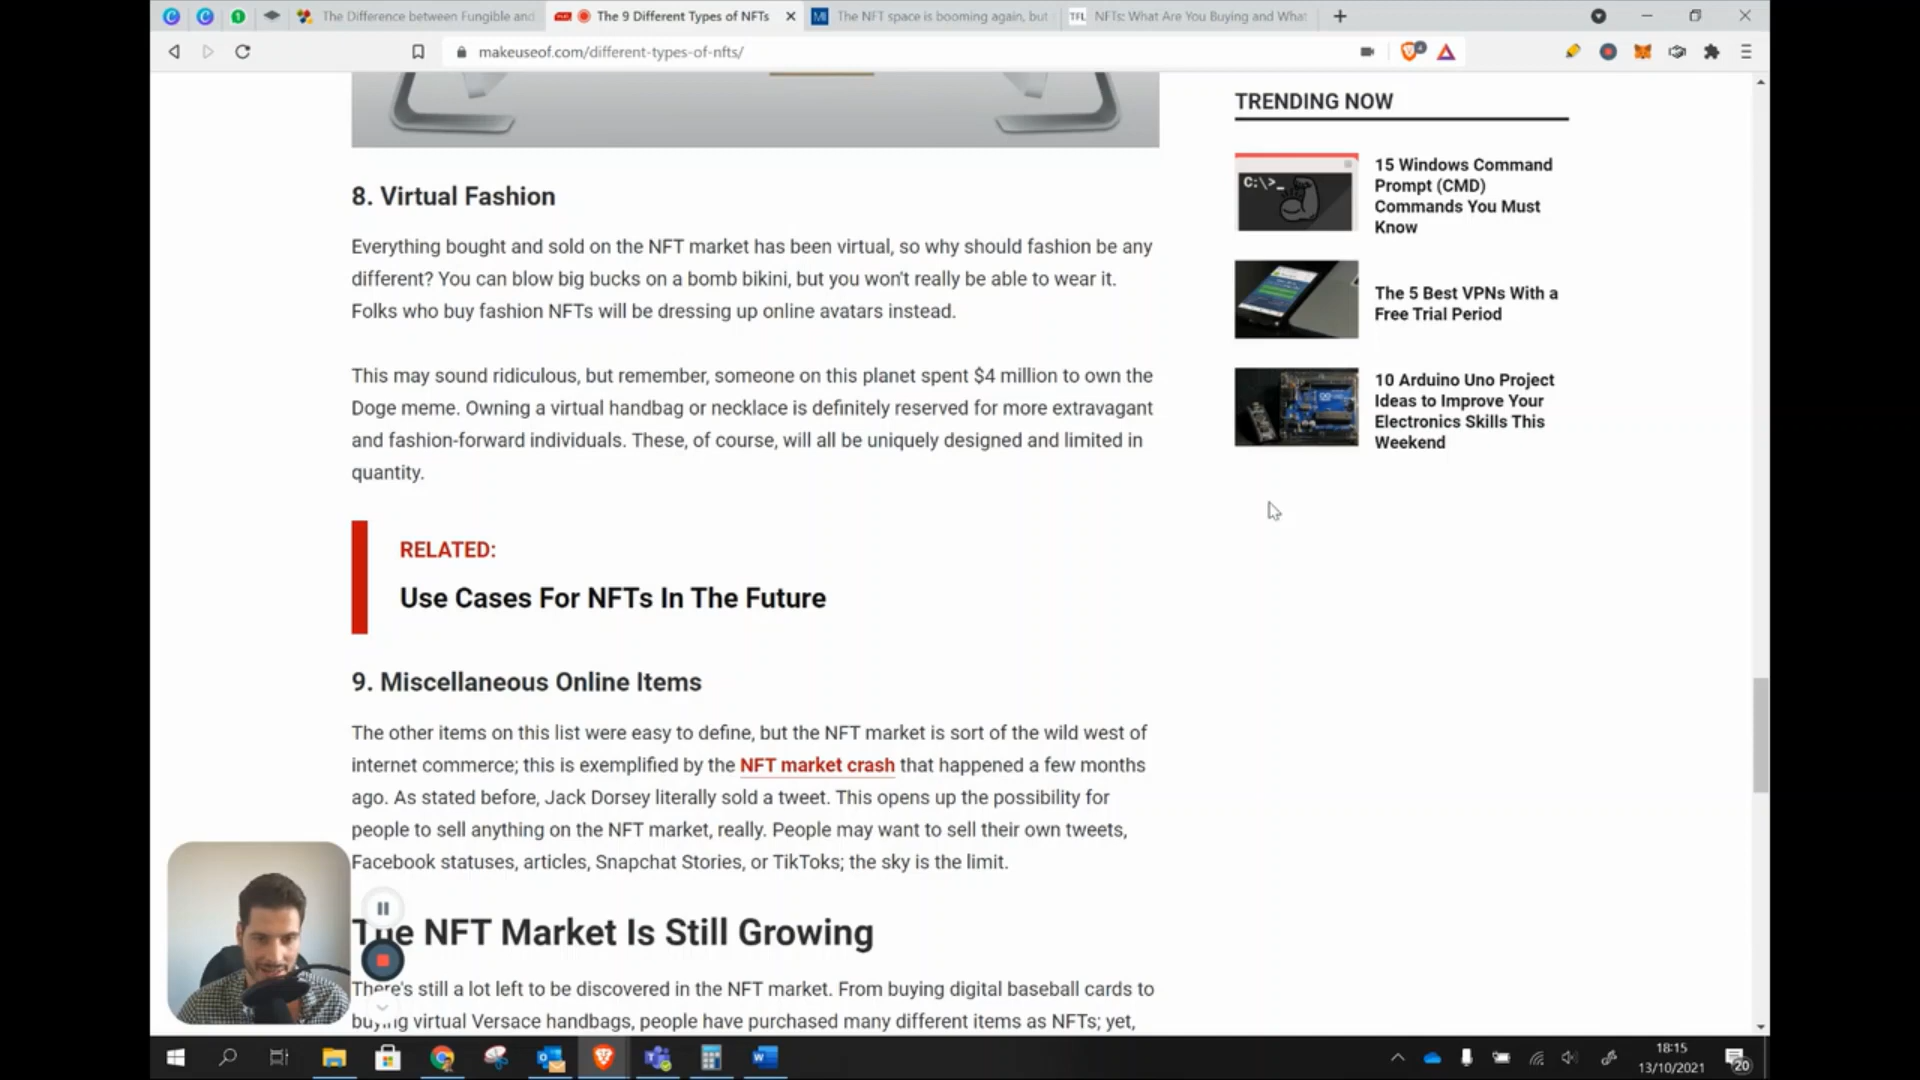 The Difference between Fungible and
The 9 Different Types of NFTs
MI
The NFT space is booming again, but
TFL
NFTs: What Are You Buying and What
makeuseof.com/different-types-of-nfts/
TRENDING NOW
C:\>_
15 Windows Command
Prompt (CMD)
Commands You Must
Know
The 5 Best VPNs With a
Free Trial Period
10 Arduino Uno Project
Ideas to Improve Your
Electronics Skills This
Weekend
8. Virtual Fashion
Everything bought and sold on the NFT market has been virtual, so why should fashion be any
different? You can blow big bucks on a bomb bikini, but you won't really be able to wear it.
Folks who buy fashion NFTs will be dressing up online avatars instead.
This may sound ridiculous, but remember, someone on this planet spent $4 million to own the
Doge meme. Owning a virtual handbag or necklace is definitely reserved for more extravagant
and fashion-forward individuals. These, of course, will all be uniquely designed and limited in
quantity.
RELATED:
Use Cases For NFTs In The Future
9. Miscellaneous Online Items
The other items on this list were easy to define, but the NFT market is sort of the wild west of
internet commerce; this is exemplified by the NFT market crash that happened a few months
ago. As stated before, Jack Dorsey literally sold a tweet. This opens up the possibility for
people to sell anything on the NFT market, really. People may want to sell their own tweets,
Facebook statuses, articles, Snapchat Stories, or TikToks; the sky is the limit.
The NFT Market Is Still Growing
There's still a lot left to be discovered in the NFT market. From buying digital baseball cards to
buying virtual Versace handbags, people have purchased many different items as NFTs; yet,
18:15
13/10/2021
20